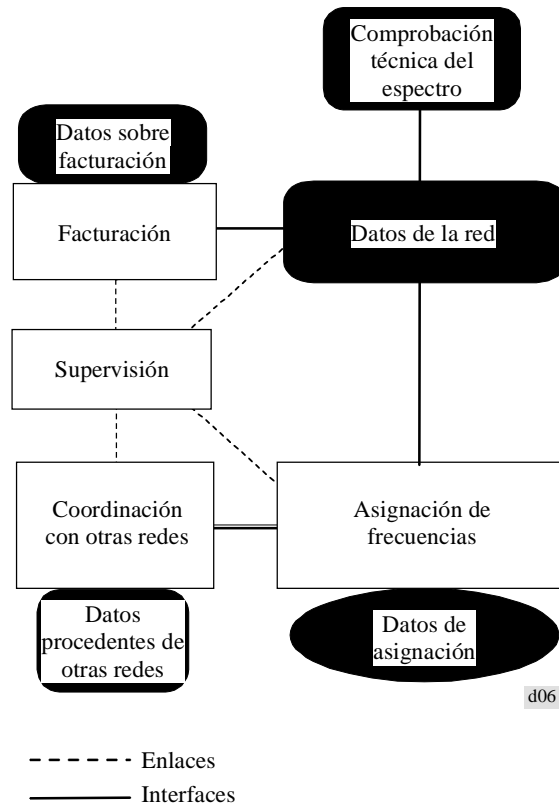 Comprobación
técnica del
espectro
Datos sobre
facturación
Facturación
Datos de la red
Supervisión
Coordinación
con otras redes
Asignación de
frecuencias
Datos
procedentes de
otras redes
Datos de
asignación
d06
Enlaces
Interfaces